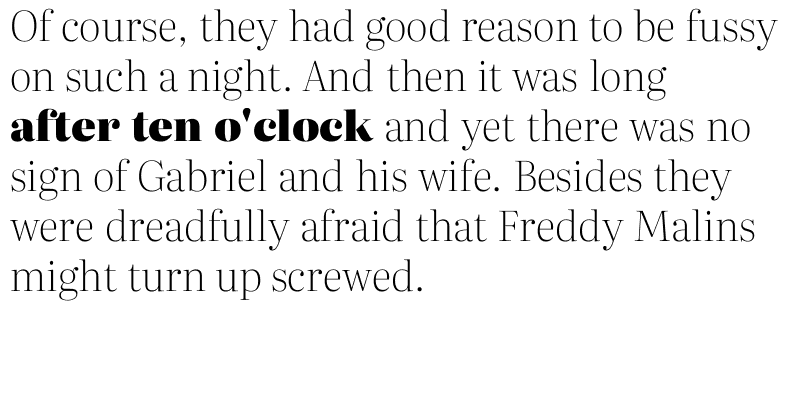 Of course, they had good reason to be fussy
on such a night. And then it was long
after ten o'clock and yet there was no
sign of Gabriel and his wife. Besides they
were dreadfully afraid that Freddy Malins
might turn up screwed.